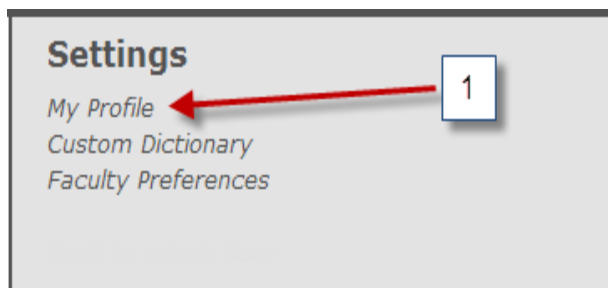 Settings
My Profile
1
Custom Dictionary
Faculty Preferences